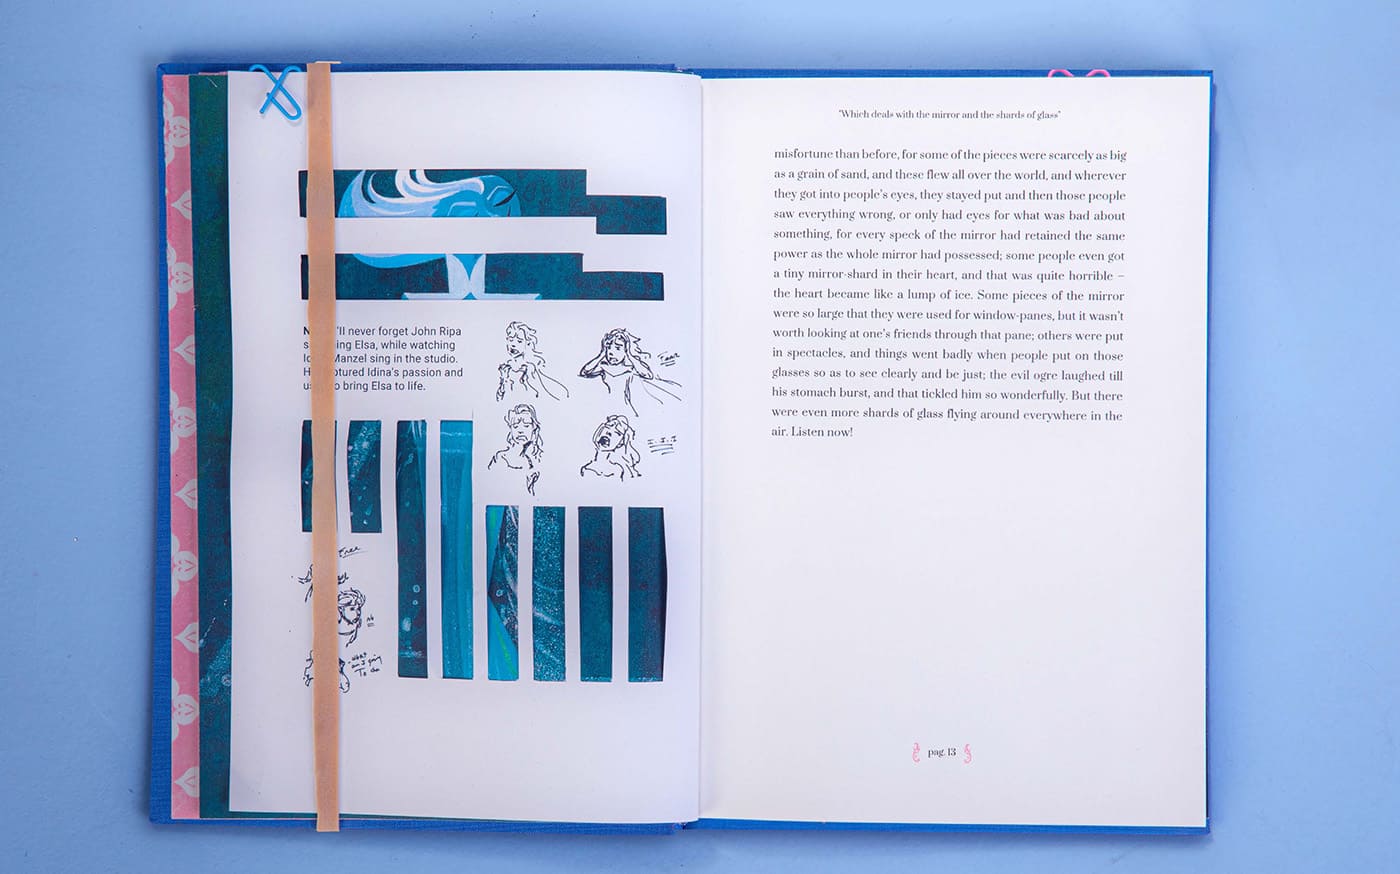 "Which deals with the mirror and the shards of glass"
N 'll never forget John Ripa
s ing Elsa, while watching
Manzel sing in the studio.
H ptured Idina's passion and
u o bring Elsa to life.
Free
No
- What
am I going
To do
misfortune than before, for some of the pieces were scarcely as big
as a grain of sand, and these flew all over the world, and wherever
they got into people's eyes, they stayed put and then those people
saw everything wrong, or only had eyes for what was bad about
something, for every speck of the mirror had retained the same
power as the whole mirror had possessed; some people even got
a tiny mirror-shard in their heart, and that was quite horrible –
the heart became like a lump of ice. Some pieces of the mirror
were so large that they were used for window-panes, but it wasn't
worth looking at one's friends through that pane; others were put
in spectacles, and things went badly when people put on those
glasses so as to see clearly and be just; the evil ogre laughed till
his stomach burst, and that tickled him so wonderfully. But there
were even more shards of glass flying around everywhere in the
air. Listen now!
pag. 13